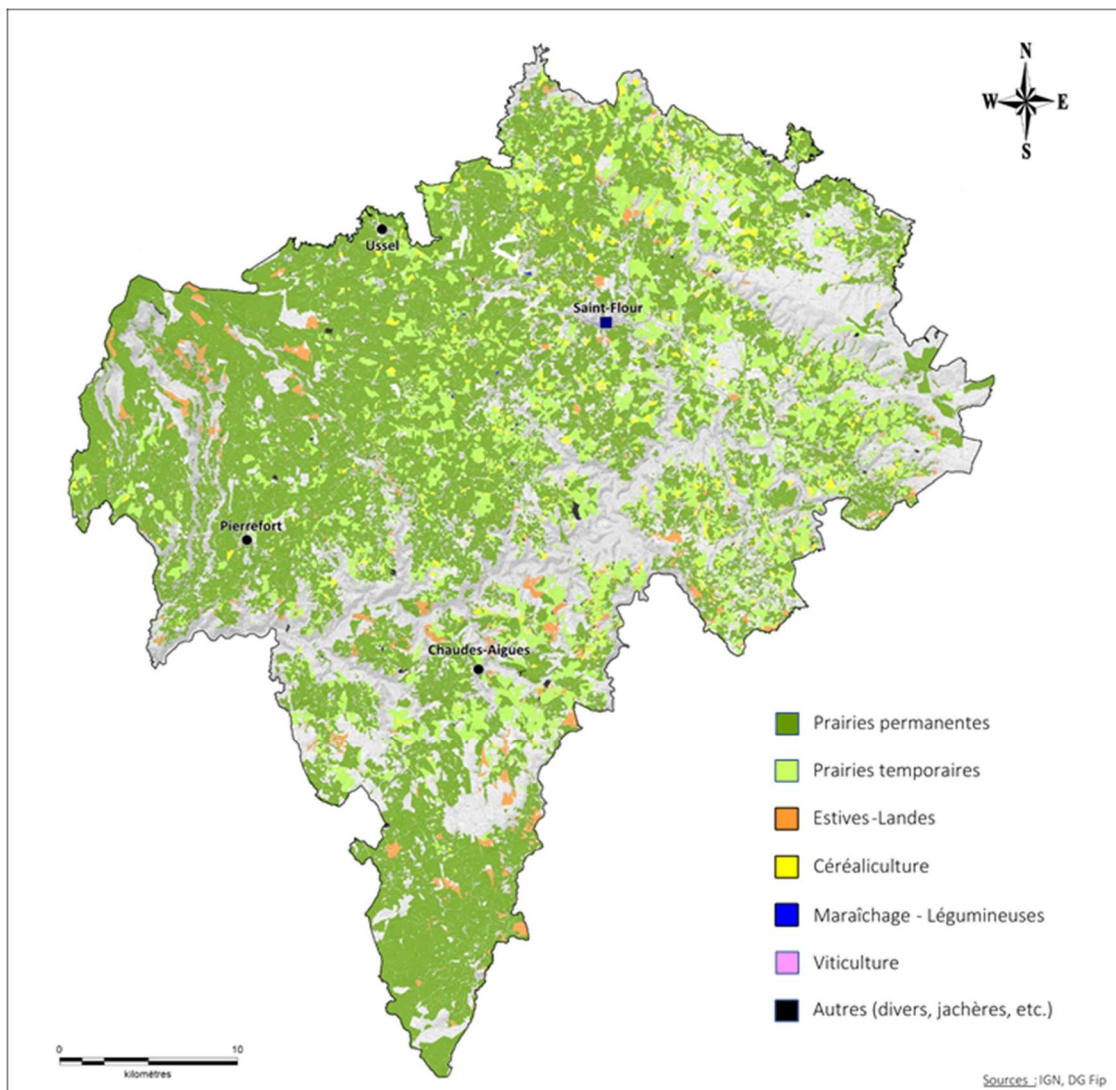 N
W E
S
Ussel
Saint-Flour
Pierrefort
Chaudes-Aigues
Prairies permanentes
Prairies temporaires
Estives-Landes
Céréaliculture
Maraîchage - Légumineuses
Viticulture
Autres (divers, jachères, etc.)
0 10
kilomètres
Sources : IGN, DG Fip